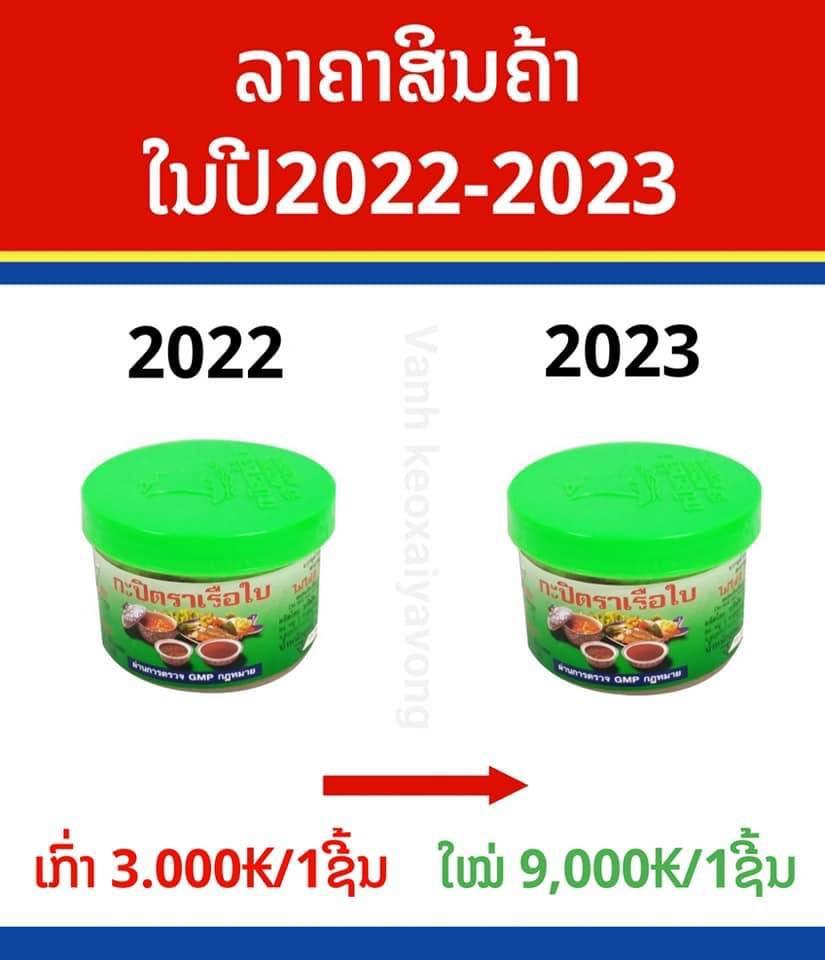 ລາຄາສິນຄ້າ
ໃນປີ2022-2023
2022
2023
Vanh keoxaiyavong
กะปิตราเรือใบ
ผ่านการตรวจ GMP กฎหมาย
กะปิตราเรือใบ
ผ่านการตรวจ GMP กฎหมาย
ເກົ່າ 3.000₭/1ຊິ້ນ
ໃໝ່ 9,000₭/1ຊິ້ນ